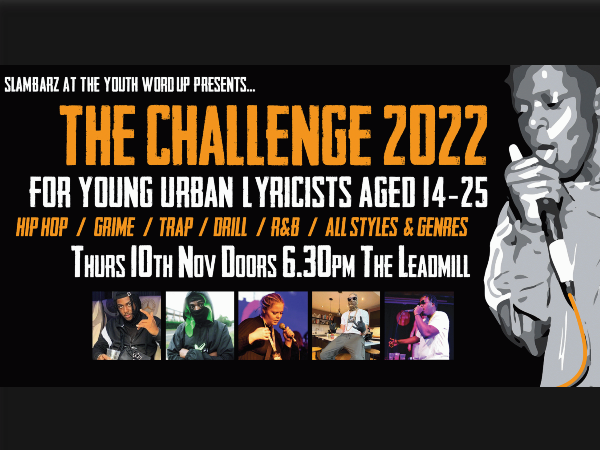 SLAMBARZ AT THE YOUTH WORD UP PRESENTS...
THE CHALLENGE 2022
FOR YOUNG URBAN LYRICISTS AGED 14-25
HIP HOP / GRIME / TRAP / DRILL / R&B / ALL STYLES & GENRES
THURS 10TH NOV DOORS 6.30PM THE LEADMILL